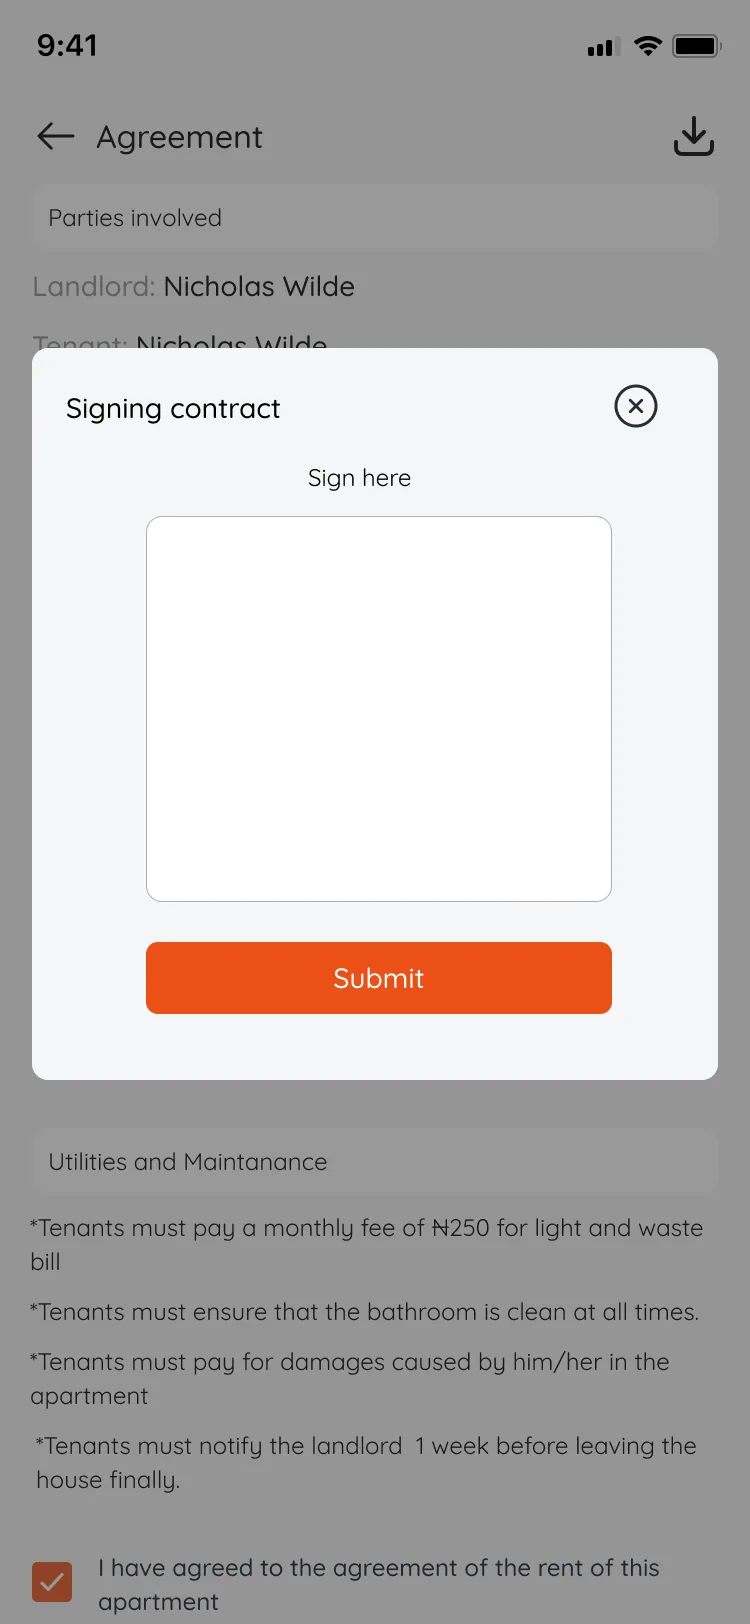 9:41
Agreement
Parties involved
Landlord: Nicholas Wilde
Tenant: Nicholas Wilde
Signing contract
Sign here
Submit
Utilities and Maintanance
*Tenants must pay a monthly fee of ₦250 for light and waste
bill
*Tenants must ensure that the bathroom is clean at all times.
*Tenants must pay for damages caused by him/her in the
apartment
*Tenants must notify the landlord 1 week before leaving the
house finally.
I have agreed to the agreement of the rent of this
apartment